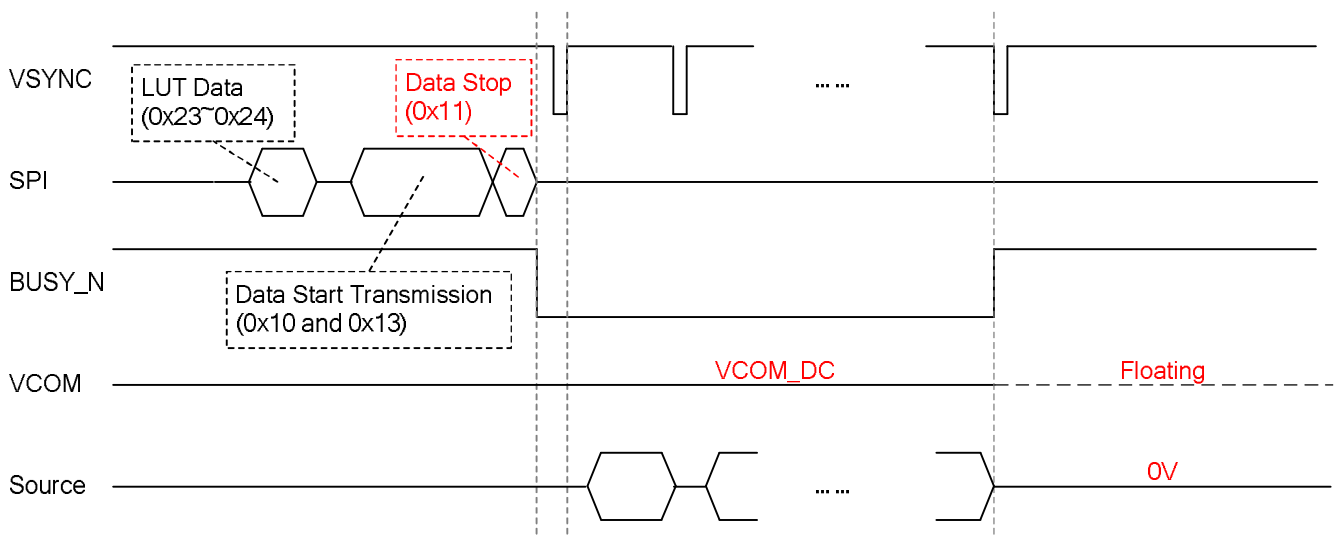 VSYNC
LUT Data
(0x23~0x24)
Data Stop
(0x11)
... ...
SPI
BUSY_N
Data Start Transmission
(0x10 and 0x13)
VCOM
VCOM_DC
Floating
Source
... ...
0V